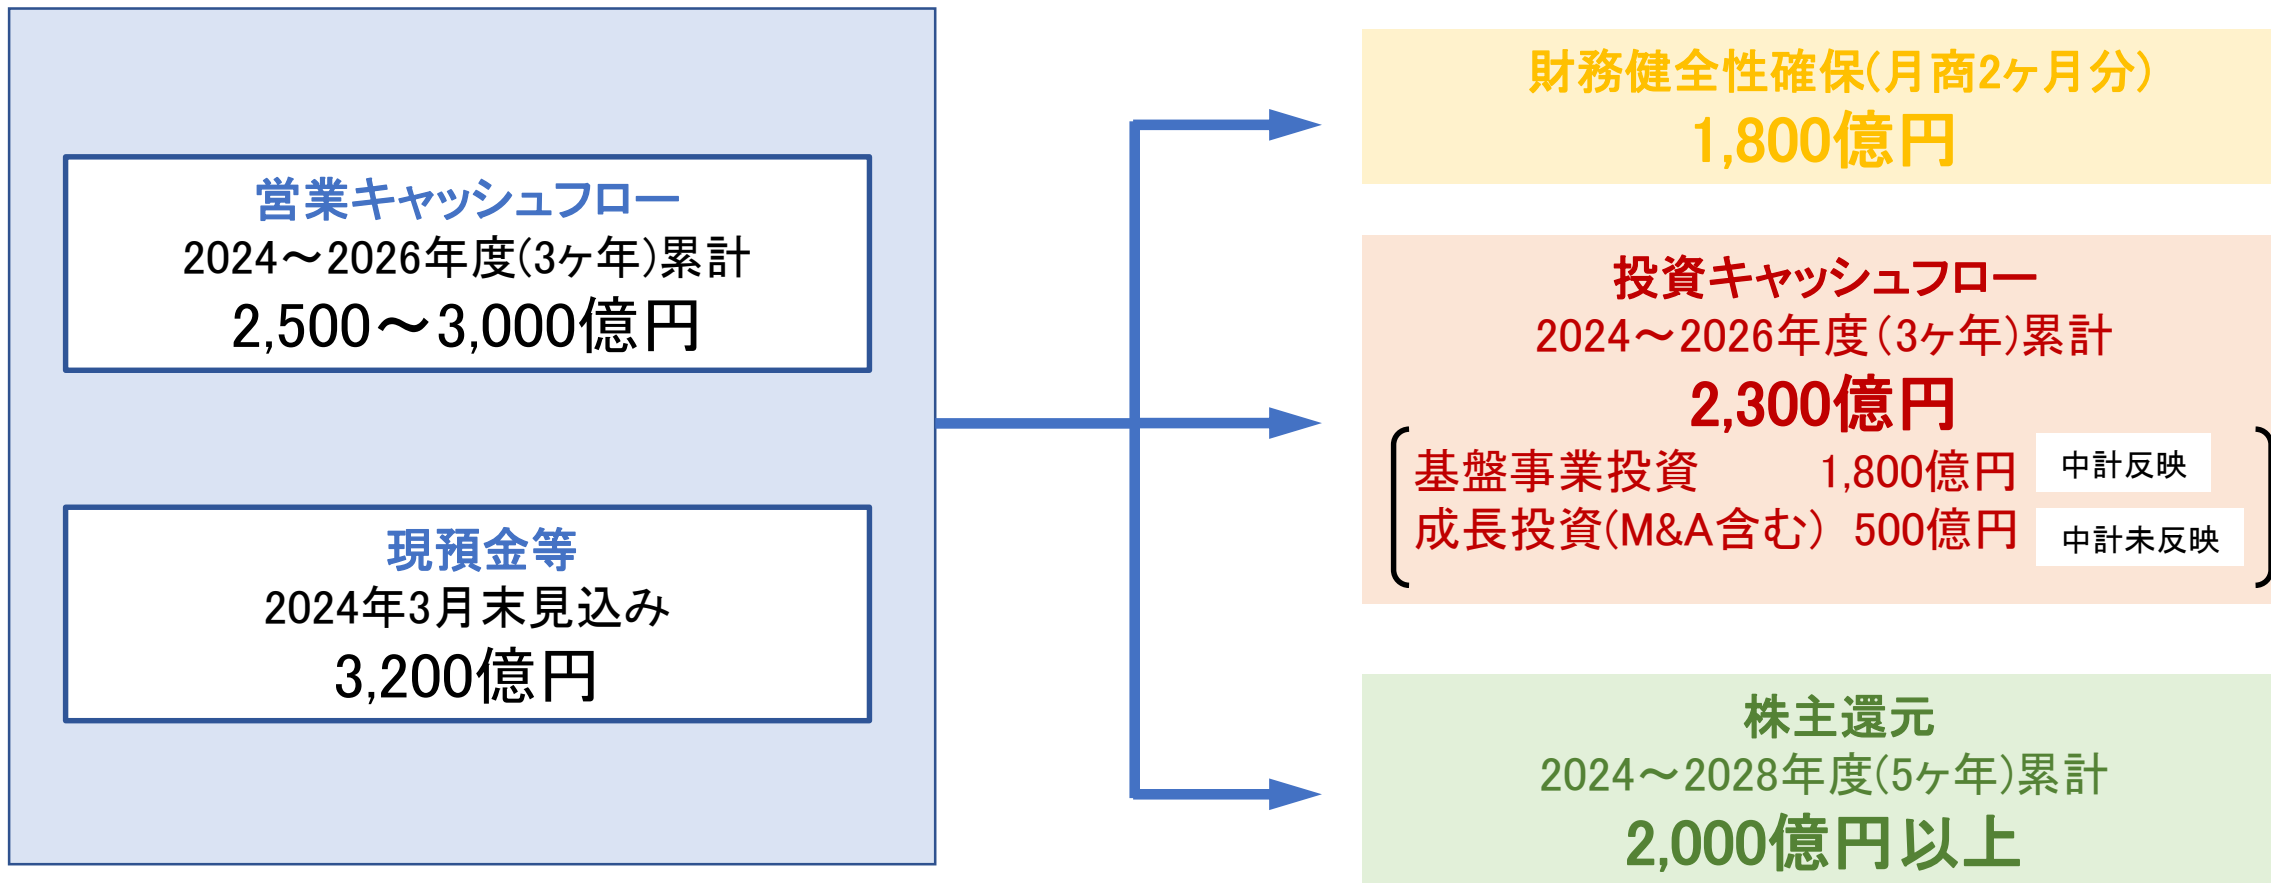 営業キャッシュフロー
2024～2026年度(3ヶ年)累計
2,500～3,000億円
現預金等
2024年3月末見込み
3,200億円
財務健全性確保(月商2ヶ月分)
1,800億円
投資キャッシュフロー
2024～2026年度(3ヶ年)累計
2,300億円
基盤事業投資 1,800億円 中計反映
成長投資(M&A含む) 500億円 中計未反映
株主還元
2024～2028年度(5ヶ年)累計
2,000億円以上